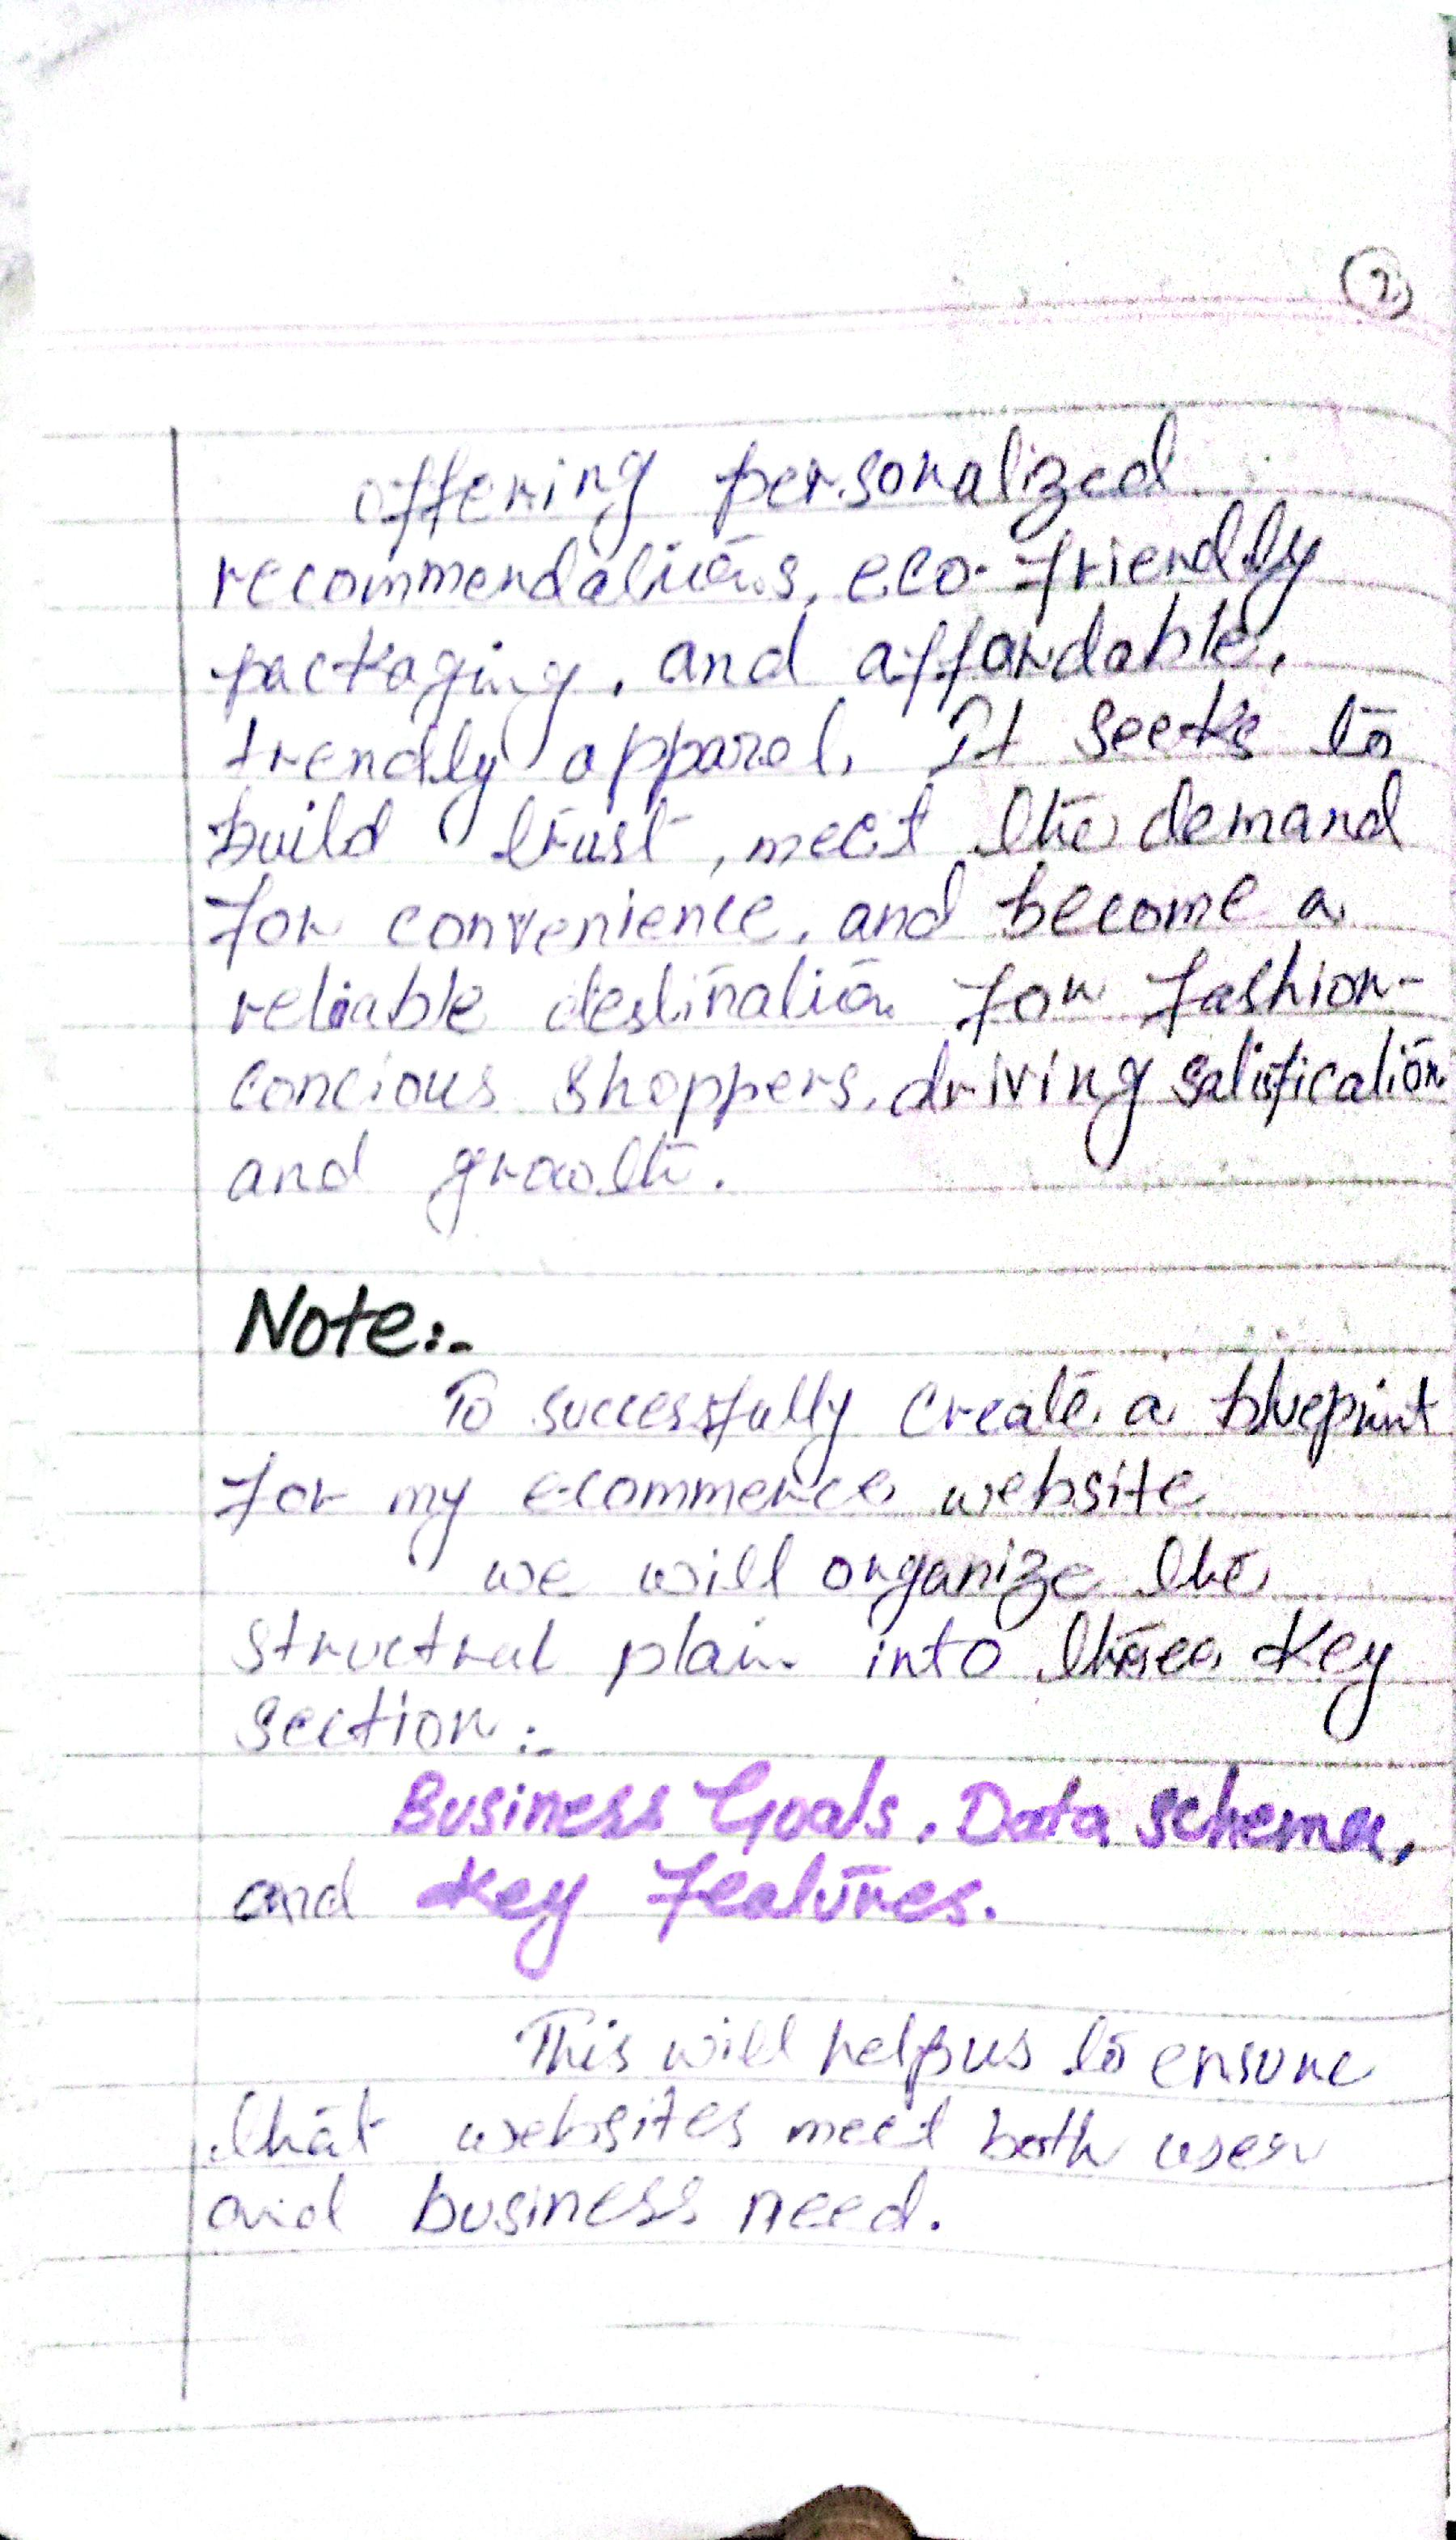 2
offering personalized
recommendations, eco-friendly
packaging, and affordable,
trendly apparel. It seeks to
build trust, meet the demand
for convenience, and become a
reliable destination for fashion-
concious shoppers, driving satisfication
and growth.
Note:-
To successfully create a blueprint
for my ecommerce website
we will organize the
structral plan into three key
section:-
Business Goals, Data schema,
and Key Features.
This will help us to ensure
that websites meet both user
and business need.